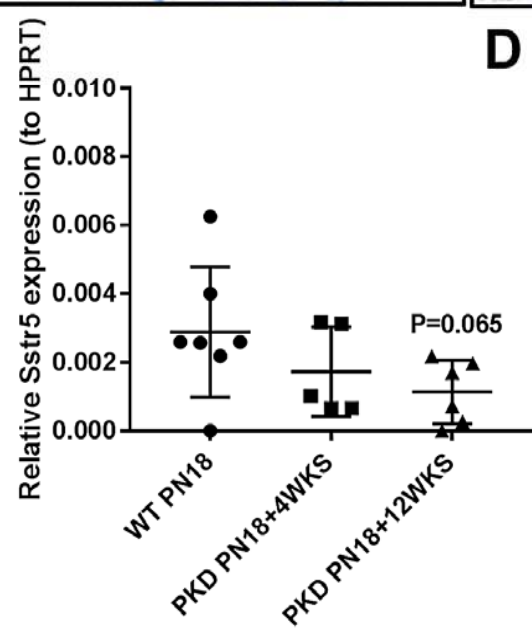 D
Relative Sstr5 expression (to HPRT)
0.010
0.008
0.006
0.004
0.002
0.000
P=0.065
WT PN18
PKD PN18+4WKS
PKD PN18+12WKS